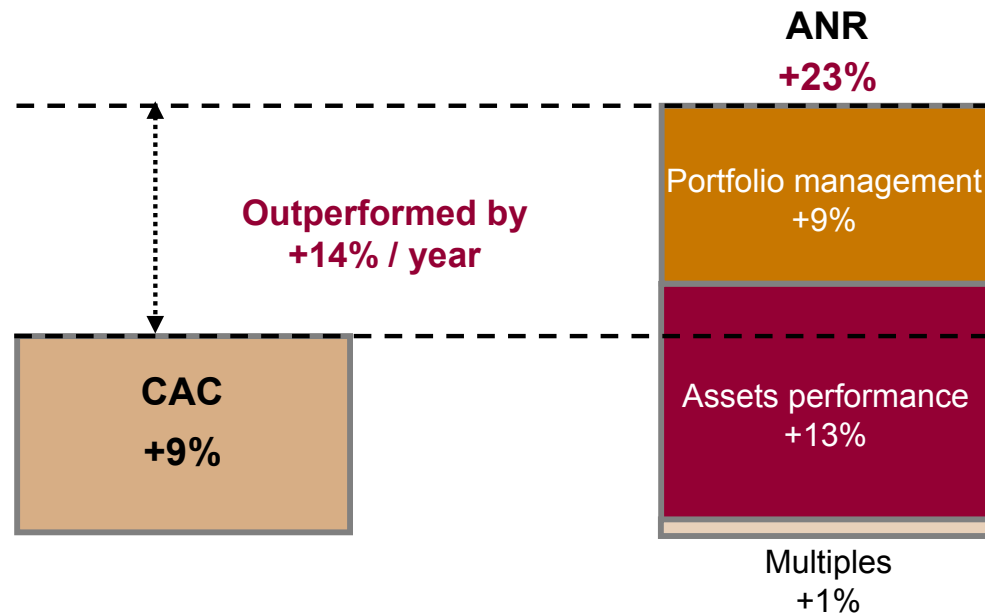 ANR
+23%
Portfolio management
+9%
Outperformed by
+14% / year
CAC
+9%
Assets performance
+13%
Multiples
+1%